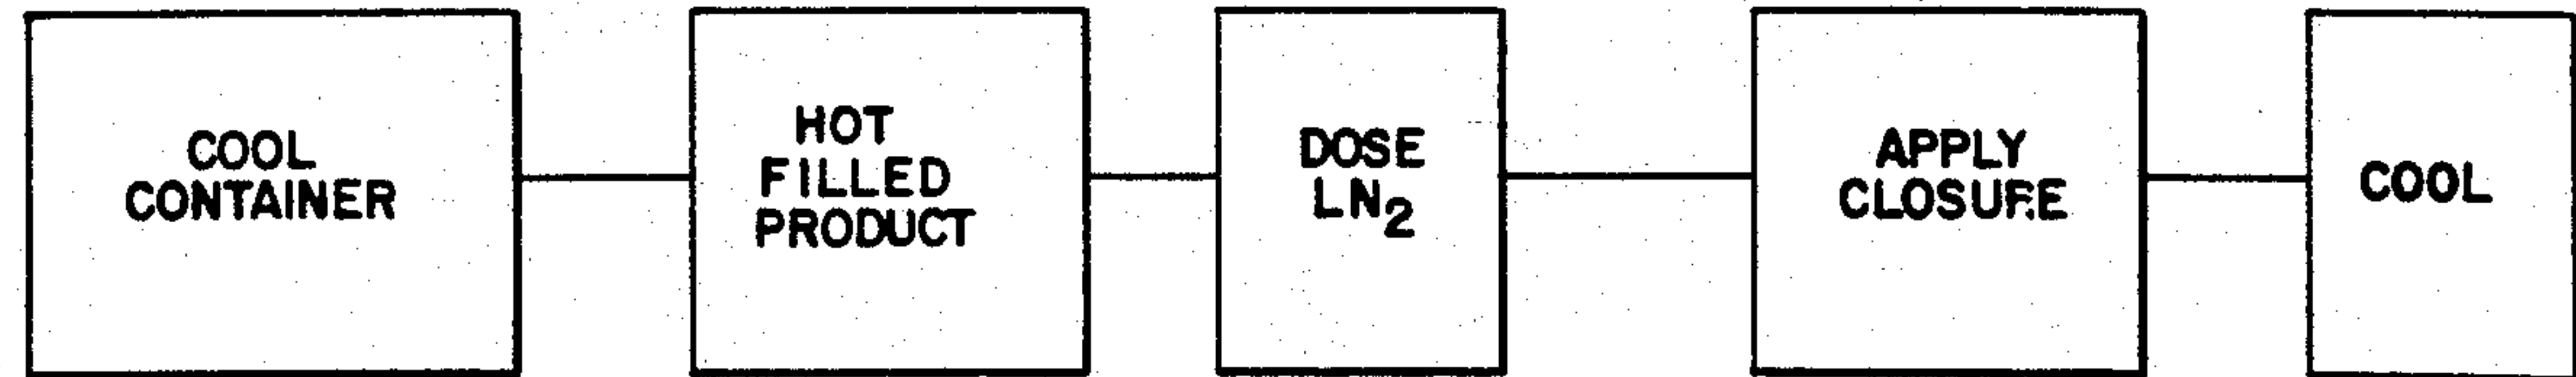 COOL
CONTAINER
HOT
FILLED
PRODUCT
DOSE
LN₂
APPLY
CLOSURE
COOL